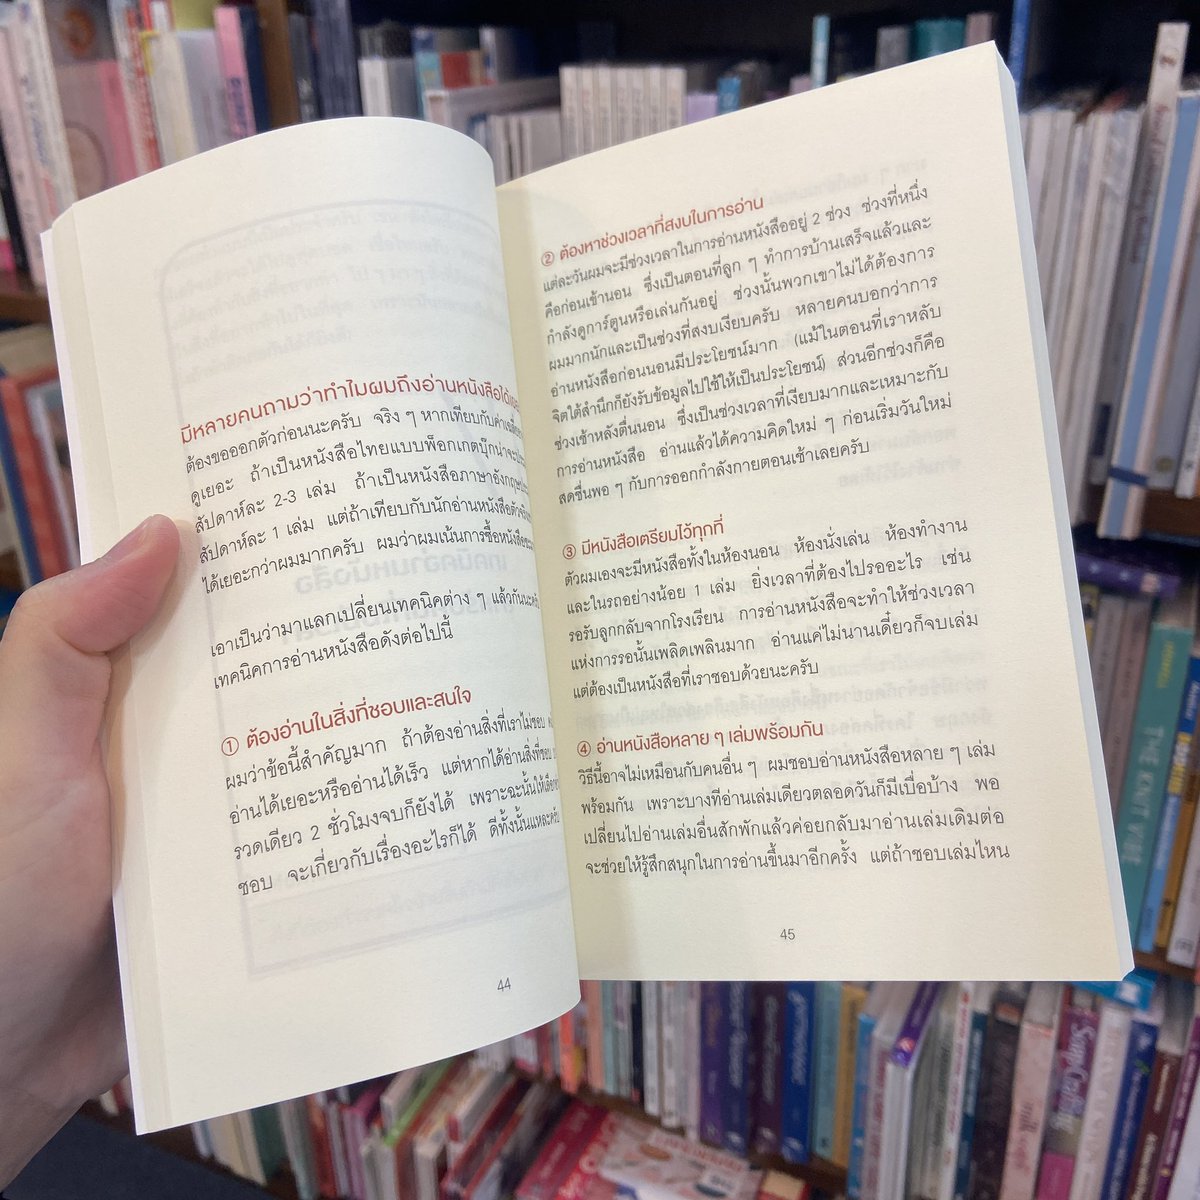 มีหลายคนถามว่าทำไมผมถึงอ่านหนังสือได้
ต้องขอออกตัวก่อนนะครับ จริง ๆ หากเทียบกับค่าเฉลี่ย
ดูเยอะ ถ้าเป็นหนังสือไทยแบบพ็อกเกตบุ๊กน่าจะ
สัปดาห์ละ 2-3 เล่ม ถ้าเป็นหนังสือภาษาอังกฤษ
สัปดาห์ละ 1 เล่ม แต่ถ้าเทียบกับนักอ่านหนังสือตัวจริง
ได้เยอะกว่าผมมากครับ ผมว่าผมเน้นการซื้อหนังสือ
เอาเป็นว่ามาแลกเปลี่ยนเทคนิคต่าง ๆ แล้วกันนะครับ
เทคนิคการอ่านหนังสือดังต่อไปนี้
① ต้องอ่านในสิ่งที่ชอบและสนใจ
ผมว่าข้อนี้สำคัญมาก ถ้าต้องอ่านสิ่งที่เราไม่ชอบ
อ่านได้เยอะหรืออ่านได้เร็ว แต่หากได้อ่านสิ่งที่ชอบ
รวดเดียว 2 ชั่วโมงจบก็ยังได้ เพราะฉะนั้นให้เลือก
ชอบ จะเกี่ยวกับเรื่องอะไรก็ได้ ดีทั้งนั้นแหละครับ
44
② ต้องหาช่วงเวลาที่สงบในการอ่าน
แต่ละวันผมจะมีช่วงเวลาในการอ่านหนังสืออยู่ 2 ช่วง ช่วงที่หนึ่ง
คือก่อนเข้านอน ซึ่งเป็นตอนที่ลูก ๆ ทำการบ้านเสร็จแล้วและ
กำลังดูการ์ตูนหรือเล่นกันอยู่ ช่วงนั้นพวกเขาไม่ได้ต้องการ
ผมมากนักและเป็นช่วงที่สงบเงียบครับ หลายคนบอกว่าการ
อ่านหนังสือก่อนนอนมีประโยชน์มาก (แม้ในตอนที่เราหลับ
จิตใต้สำนึกก็ยังรับข้อมูลไปใช้ให้เป็นประโยชน์) ส่วนอีกช่วงก็คือ
ช่วงเช้าหลังตื่นนอน ซึ่งเป็นช่วงเวลาที่เงียบมากและเหมาะกับ
การอ่านหนังสือ อ่านแล้วได้ความคิดใหม่ ๆ ก่อนเริ่มวันใหม่
สดชื่นพอ ๆ กับการออกกำลังกายตอนเช้าเลยครับ
③ มีหนังสือเตรียมไว้ทุกที่
ตัวผมเองจะมีหนังสือทั้งในห้องนอน ห้องนั่งเล่น ห้องทำงาน
และในรถอย่างน้อย 1 เล่ม ยิ่งเวลาที่ต้องไปรออะไร เช่น
รอรับลูกกลับจากโรงเรียน การอ่านหนังสือจะทำให้ช่วงเวลา
แห่งการรอนั้นเพลิดเพลินมาก อ่านแค่ไม่นานเดี๋ยวก็จบเล่ม
แต่ต้องเป็นหนังสือที่เราชอบด้วยนะครับ
④ อ่านหนังสือหลาย ๆ เล่มพร้อมกัน
วิธีนี้อาจไม่เหมือนกับคนอื่น ๆ ผมชอบอ่านหนังสือหลาย ๆ เล่ม
พร้อมกัน เพราะบางทีอ่านเล่มเดียวตลอดวันก็มีเบื่อบ้าง พอ
เปลี่ยนไปอ่านเล่มอื่นสักพักแล้วค่อยกลับมาอ่านเล่มเดิมต่อ
จะช่วยให้รู้สึกสนุกในการอ่านขึ้นมาอีกครั้ง แต่ถ้าชอบเล่มไหน
45